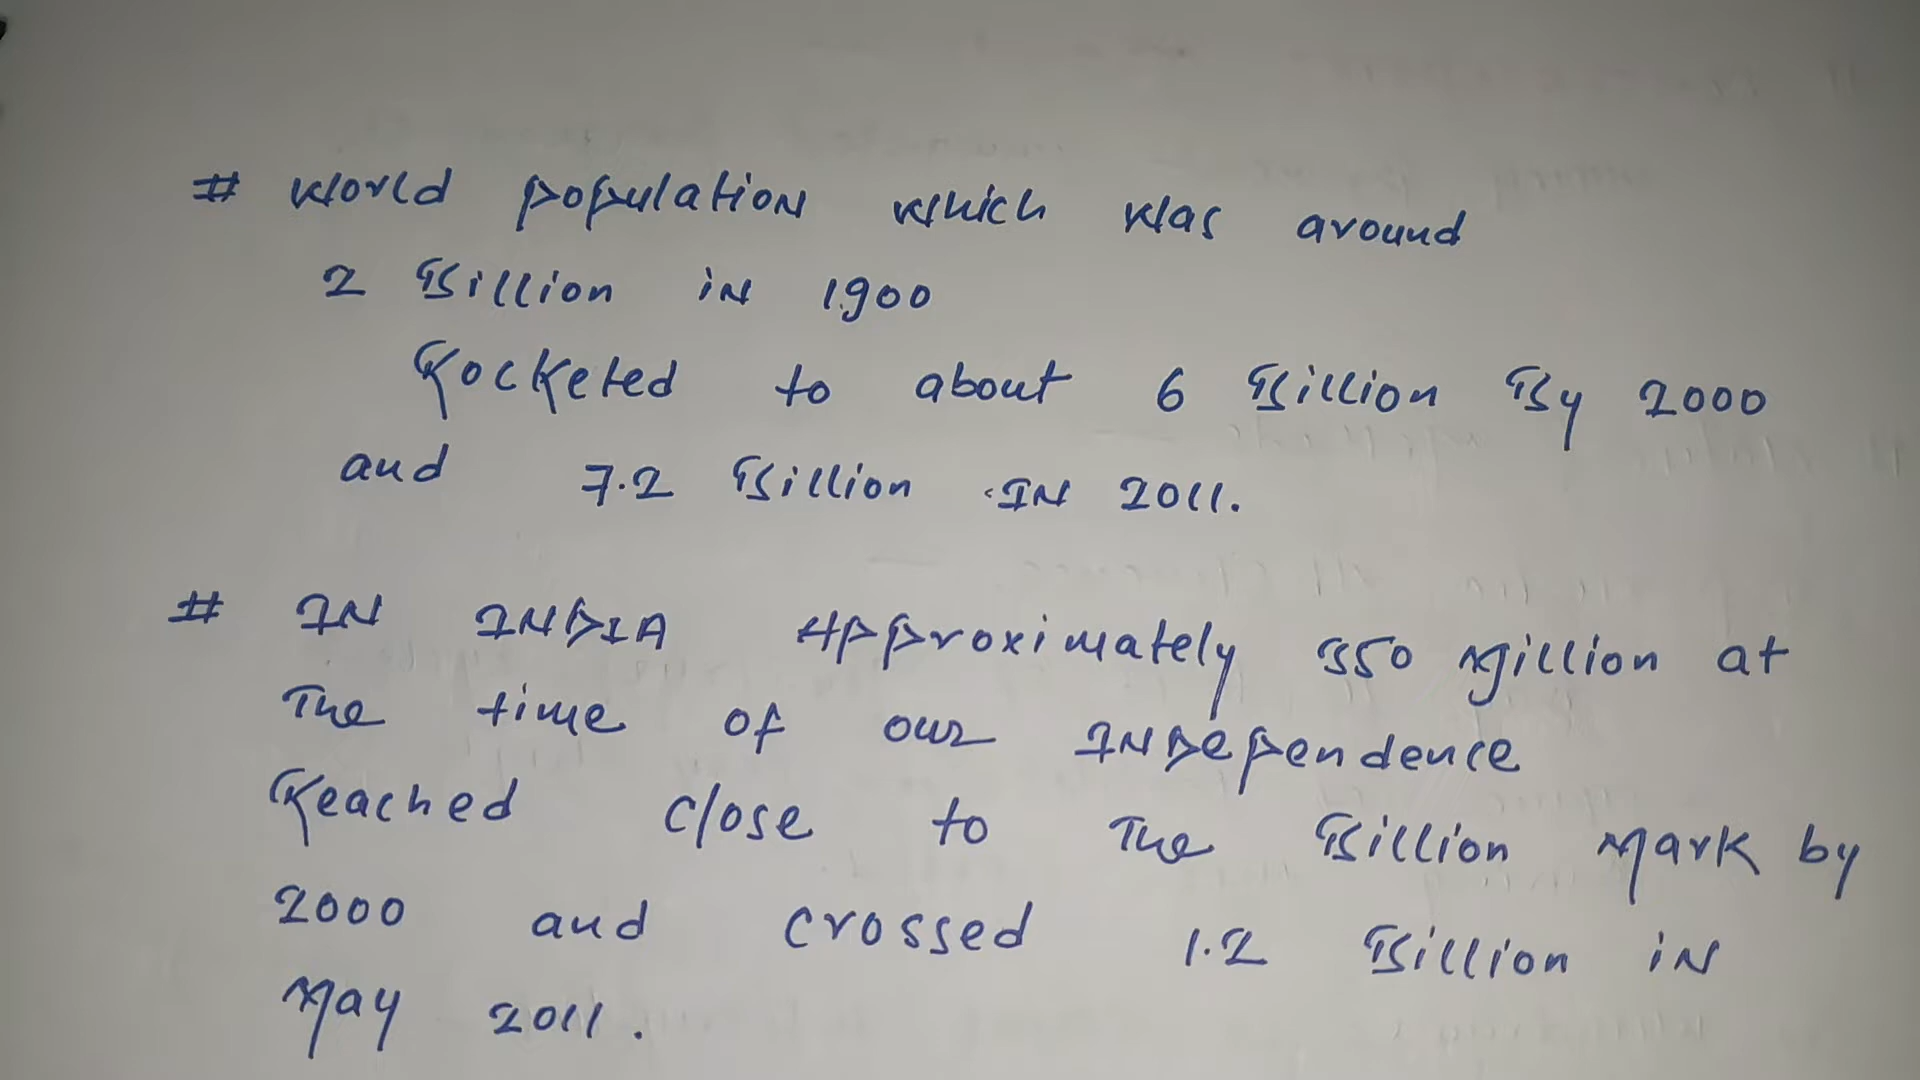 # World population which was around
2 Billion in 1900
Rocketed to about 6 Billion By 2000
and 7.2 Billion IN 2011.
# IN INDIA Approximately 350 Million at
The time of our INDependence
Reached close to The Billion Mark by
2000 and crossed 1.2 Billion iN
May 2011.